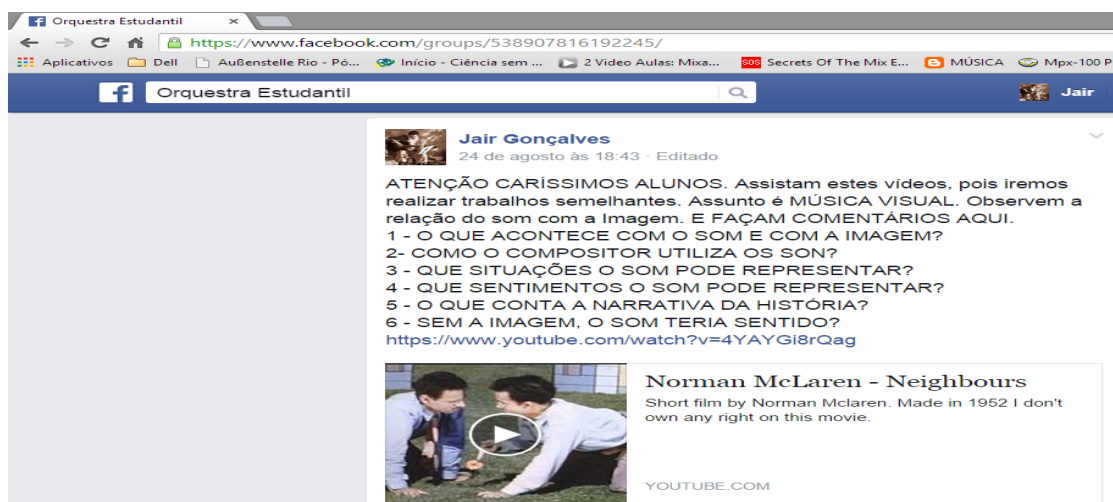 Orquestra Estudantil ×
https://www.facebook.com/groups/538907816192245/
Aplicativos Dell Außenstelle Rio - Pó... Início - Ciência sem ... 2 Video Aulas: Mixa... SOS Secrets Of The Mix E... MÚSICA Mpx-100 P
f Orquestra Estudantil Jair
Jair Gonçalves
24 de agosto às 18:43 · Editado
ATENÇÃO CARÍSSIMOS ALUNOS. Assistam estes vídeos, pois iremos
realizar trabalhos semelhantes. Assunto é MÚSICA VISUAL. Observem a
relação do som com a Imagem. E FAÇAM COMENTÁRIOS AQUI.
1 - O QUE ACONTECE COM O SOM E COM A IMAGEM?
2- COMO O COMPOSITOR UTILIZA OS SON?
3 - QUE SITUAÇÕES O SOM PODE REPRESENTAR?
4 - QUE SENTIMENTOS O SOM PODE REPRESENTAR?
5 - O QUE CONTA A NARRATIVA DA HISTÓRIA?
6 - SEM A IMAGEM, O SOM TERIA SENTIDO?
https://www.youtube.com/watch?v=4YAYGi8rQag
Norman McLaren - Neighbours
Short film by Norman Mclaren. Made in 1952 I don't
own any right on this movie.
YOUTUBE.COM